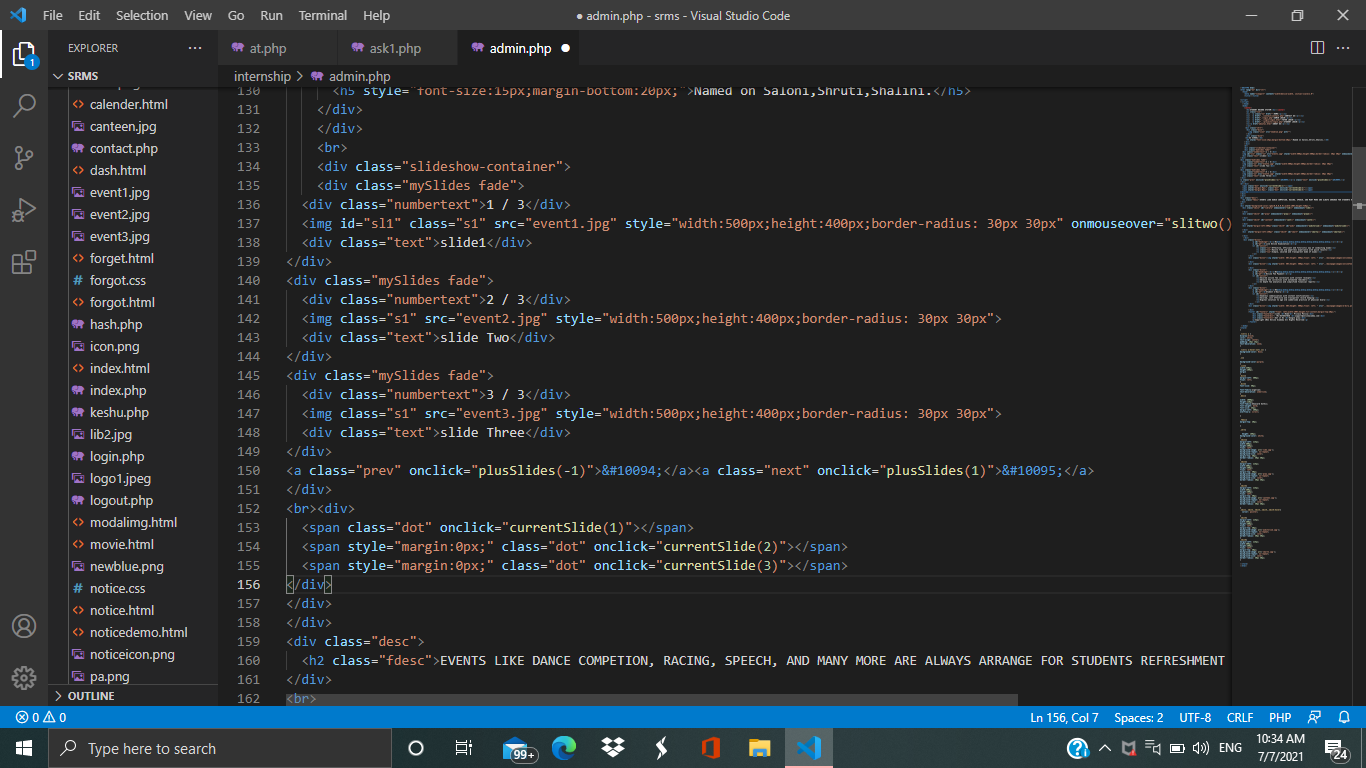 File Edit Selection View Go Run Terminal Help
● admin.php - srms - Visual Studio Code
EXPLORER
SRMS
calender.html
canteen.jpg
contact.php
dash.html
event1.jpg
event2.jpg
event3.jpg
forget.html
forgot.css
forgot.html
hash.php
icon.png
index.html
index.php
keshu.php
lib2.jpg
login.php
logo1.jpeg
logout.php
modalimg.html
movie.html
newblue.png
notice.css
notice.html
noticedemo.html
noticeicon.png
pa.png
OUTLINE
1
at.php ask1.php admin.php ●
internship > admin.php
130 <h5 style="font-size:15px;margin-bottom:20px;">Named on Saloni,Shruti,Shalini.</h5>
131 </div>
132 </div>
133 <br>
134 <div class="slideshow-container">
135 <div class="mySlides fade">
136 <div class="numbertext">1 / 3</div>
137 <img id="sl1" class="s1" src="event1.jpg" style="width:500px;height:400px;border-radius: 30px 30px" onmouseover="slitwo()
138 <div class="text">slide1</div>
139 </div>
140 <div class="mySlides fade">
141 <div class="numbertext">2 / 3</div>
142 <img class="s1" src="event2.jpg" style="width:500px;height:400px;border-radius: 30px 30px">
143 <div class="text">slide Two</div>
144 </div>
145 <div class="mySlides fade">
146 <div class="numbertext">3 / 3</div>
147 <img class="s1" src="event3.jpg" style="width:500px;height:400px;border-radius: 30px 30px">
148 <div class="text">slide Three</div>
149 </div>
150 <a class="prev" onclick="plusSlides(-1)">&#10094;</a><a class="next" onclick="plusSlides(1)">&#10095;</a>
151 </div>
152 <br><div>
153 <span class="dot" onclick="currentSlide(1)"></span>
154 <span style="margin:0px;" class="dot" onclick="currentSlide(2)"></span>
155 <span style="margin:0px;" class="dot" onclick="currentSlide(3)"></span>
156 </div>
157 </div>
158 </div>
159 <div class="desc">
160 <h2 class="fdesc">EVENTS LIKE DANCE COMPETION, RACING, SPEECH, AND MANY MORE ARE ALWAYS ARRANGE FOR STUDENTS REFRESHMENT
161 </div>
162 <br>
0 0
Ln 156, Col 7 Spaces: 2 UTF-8 CRLF PHP
Type here to search
99+
ENG
10:34 AM
7/7/2021
24